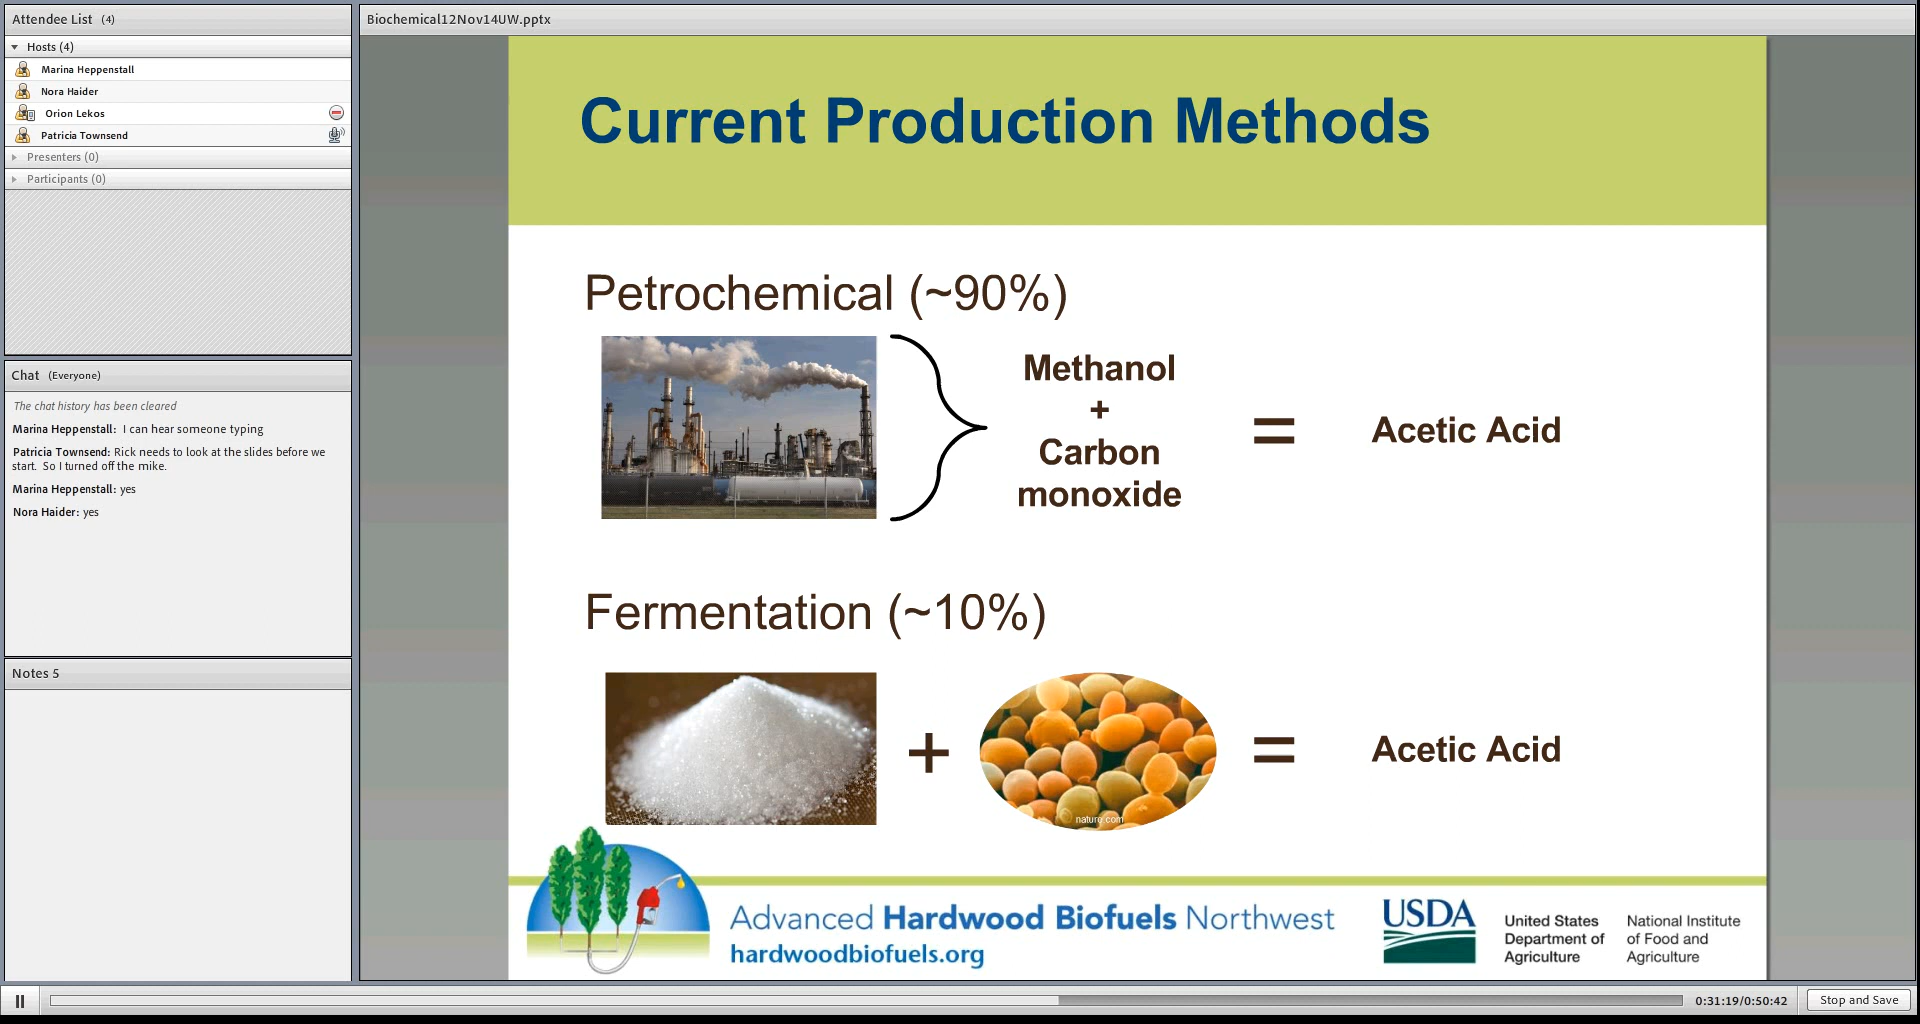 Attendee List (4)
Hosts (4)
Marina Heppenstall
Nora Haider
Orion Lekos
Patricia Townsend
Presenters (0)
Participants (0)
Chat (Everyone)
The chat history has been cleared
Marina Heppenstall: I can hear someone typing
Patricia Townsend: Rick needs to look at the slides before we
start. So I turned off the mike.
Marina Heppenstall: yes
Nora Haider: yes
Notes 5
Biochemical12Nov14UW.pptx
Current Production Methods
Petrochemical (~90%)
Methanol
+
Carbon
monoxide
= Acetic Acid
Fermentation (~10%)
+
nature.com
= Acetic Acid
Advanced Hardwood Biofuels Northwest
hardwoodbiofuels.org
USDA
United States
Department of
Agriculture
National Institute
of Food and
Agriculture
0:31:19/0:50:42
Stop and Save